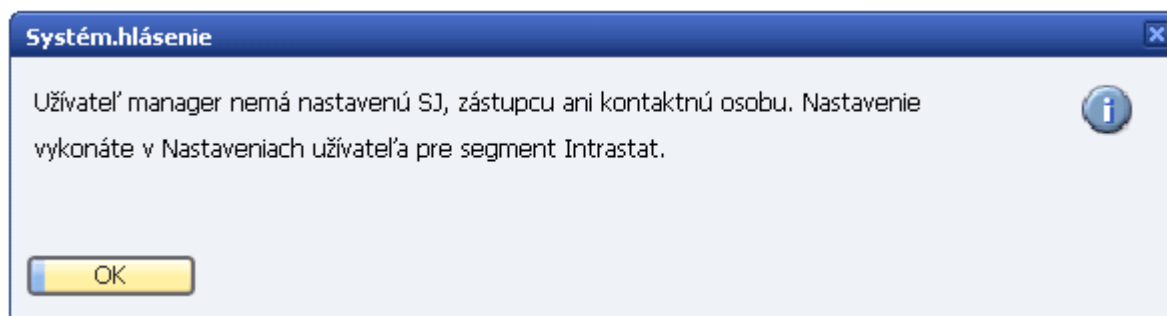 Systém.hlásenie
Užívateľ manager nemá nastavenú SJ, zástupcu ani kontaktnú osobu. Nastavenie
vykonáte v Nastaveniach užívateľa pre segment Intrastat.
OK